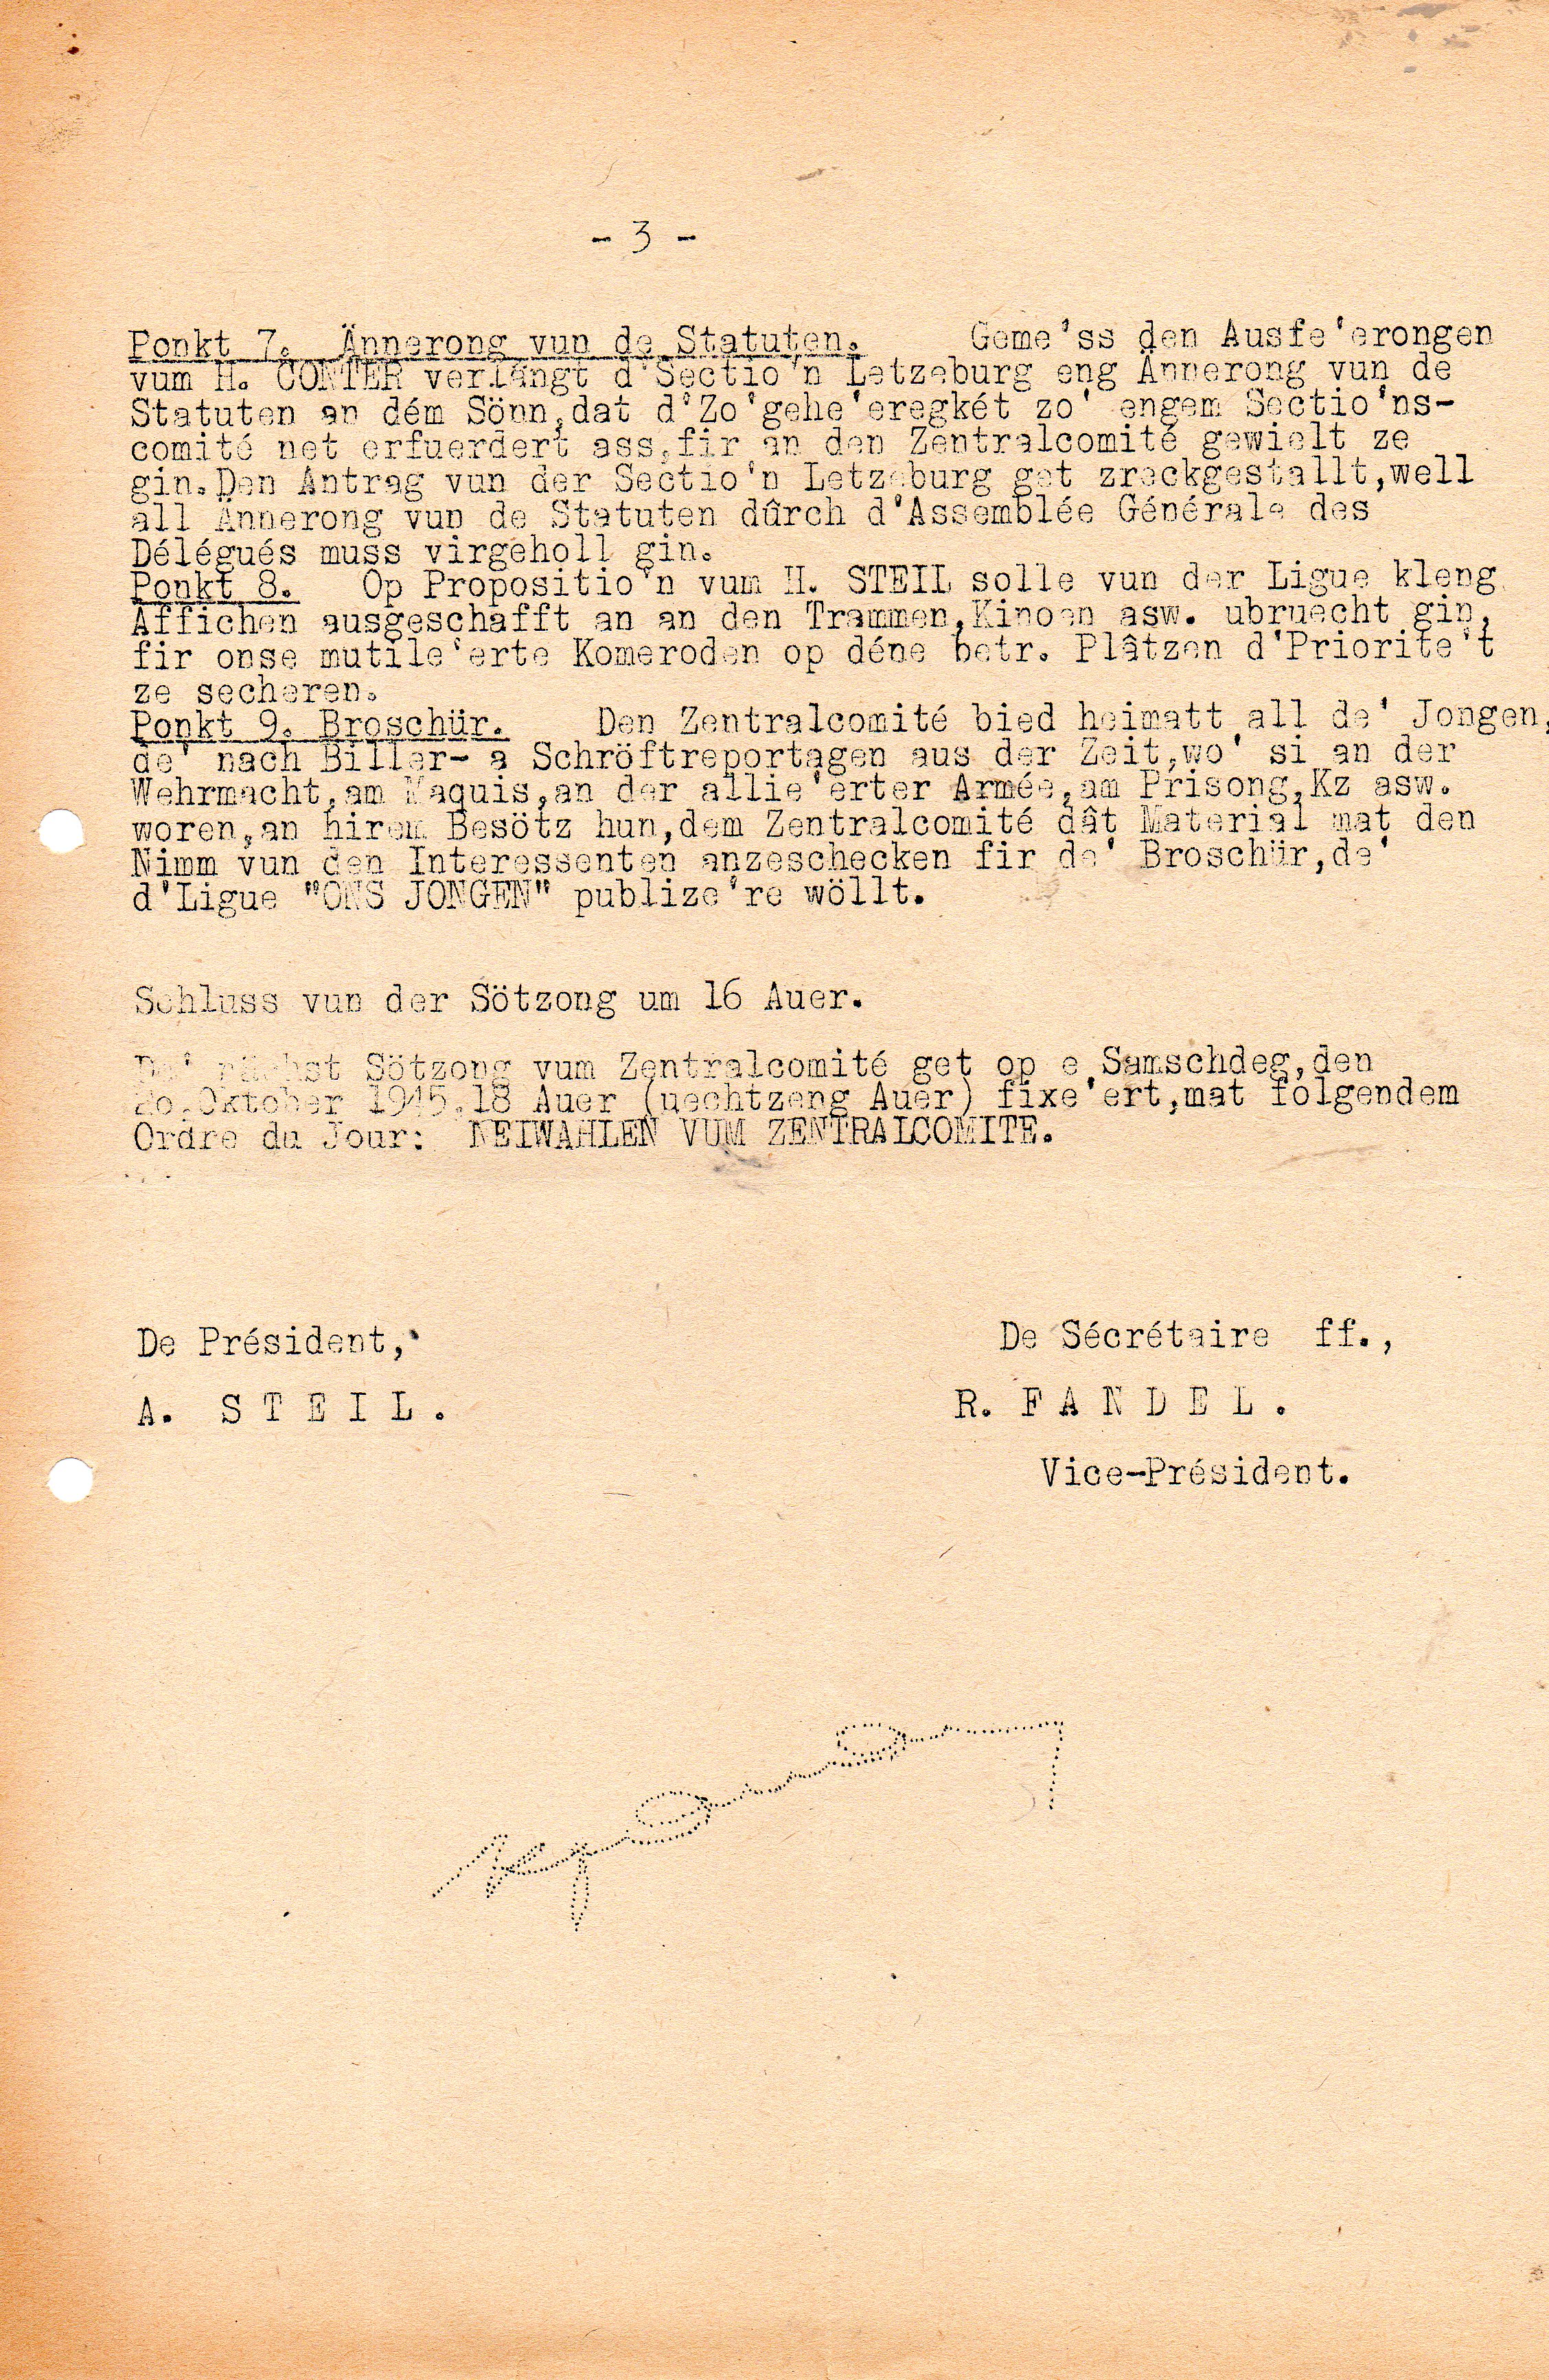 - 3 -
Ponkt 7. Ännerong vun de Statuten. Geme'ss den Ausfe'erongen
vum H. CONTER verlangt d'Sectio'n Letzeburg eng Ännerong vun de
Statuten an dém Sönn,dat d'Zo'gehe'eregkét zo' engem Sectio'ns-
comité net erfuerdert ass,fir an den Zentralcomité gewielt ze
gin.Den Antrag vun der Sectio'n Letzeburg get zreckgestallt,well
all Ännerong vun de Statuten dûrch d'Assemblée Générale des
Délégués muss virgeholl gin.
Ponkt 8. Op Propositio'n vum H. STEIL solle vun der Ligue kleng
Affichen ausgeschafft an an den Trammen,Kinoen asw. ubruecht gin,
fir onse mutile'erte Komeroden op déne betr. Plâtzen d'Priorite't
ze secheren.
Ponkt 9. Broschür. Den Zentralcomité bied heimatt all de' Jongen,
de' nach Biller- a Schröftreportagen aus der Zeit,wo' si an der
Wehrmacht,am Maquis,an der allie'erter Armée,am Prisong,Kz asw.
woren,an hirem Besötz hun,dem Zentralcomité dât Material mat den
Nimm vun den Interessenten anzeschecken fir de' Broschür,de'
d'Ligue "ONS JONGEN" publize're wöllt.
Schluss vun der Sötzong um 16 Auer.
De' nächst Sötzong vum Zentralcomité get op e Samschdeg,den
20.Oktober 1945,18 Auer (uechtzeng Auer) fixe'ert,mat folgendem
Ordre du Jour: NEIWAHLEN VUM ZENTRALCOMITE.
De Président, De Sécrétaire ff.,
A. STEIL. R. FANDEL.
Vice-Président.